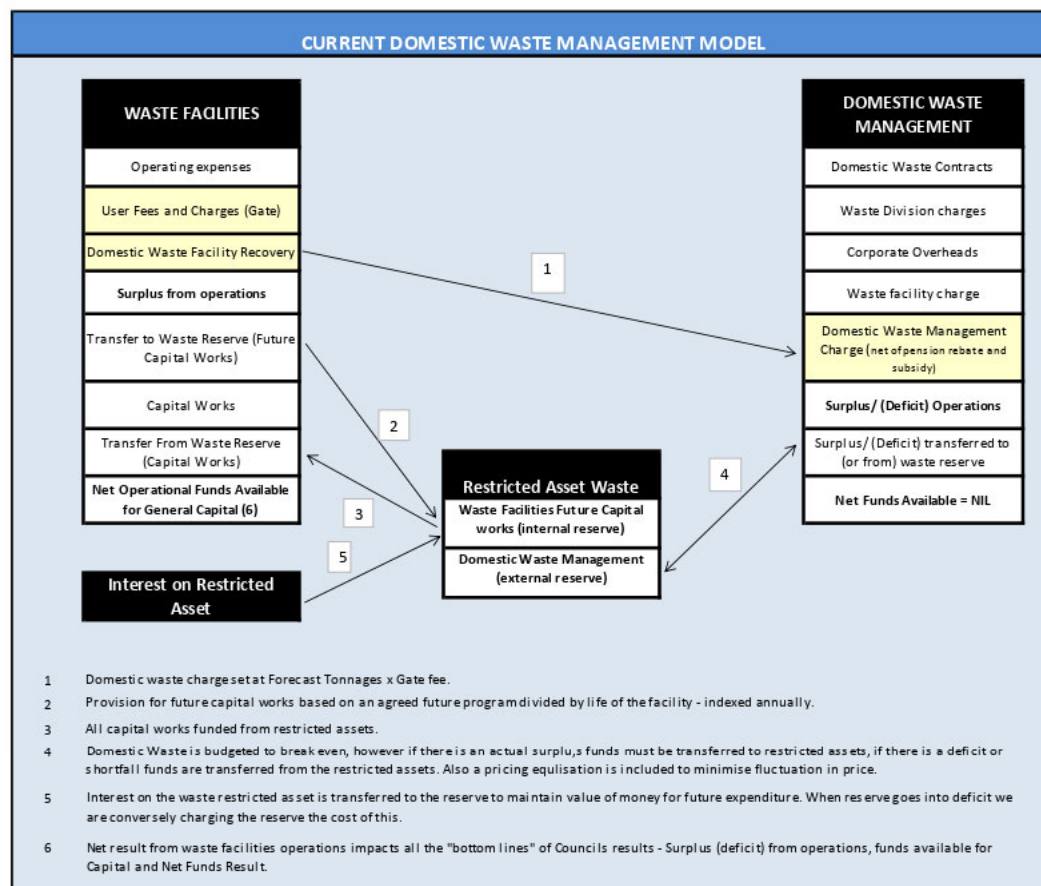 CURRENT DOMESTIC WASTE MANAGEMENT MODEL
WASTE FACILITIES
Operating expenses
User Fees and Charges (Gate)
Domestic Waste Facility Recovery
Surplus from operations
Transfer to Waste Reserve (Future
Capital Works)
Capital Works
Transfer From Waste Reserve
(Capital Works)
Net Operational Funds Available
for General Capital (6)
Interest on Restricted
Asset
1
2
3
5
4
Restricted Asset Waste
Waste Facilities Future Capital
works (internal reserve)
Domestic Waste Management
(external reserve)
DOMESTIC WASTE
MANAGEMENT
Domestic Waste Contracts
Waste Division charges
Corporate Overheads
Waste facility charge
Domestic Waste Management
Charge (net of pension rebate and
subsidy)
Surplus/ (Deficit) Operations
Surplus/ (Deficit) transferred to
(or from) waste reserve
Net Funds Available = NIL
1 Domestic waste charge set at Forecast Tonnages x Gate fee.
2 Provision for future capital works based on an agreed future program divided by life of the facility - indexed annually.
3 All capital works funded from restricted assets.
4 Domestic Waste is budgeted to break even, however if there is an actual surplu,s funds must be transferred to restricted assets, if there is a deficit or
shortfall funds are transferred from the restricted assets. Also a pricing equlisation is included to minimise fluctuation in price.
5 Interest on the waste restricted asset is transferred to the reserve to maintain value of money for future expenditure. When reserve goes into deficit we
are conversely charging the reserve the cost of this.
6 Net result from waste facilities operations impacts all the "bottom lines" of Councils results - Surplus (deficit) from operations, funds available for
Capital and Net Funds Result.